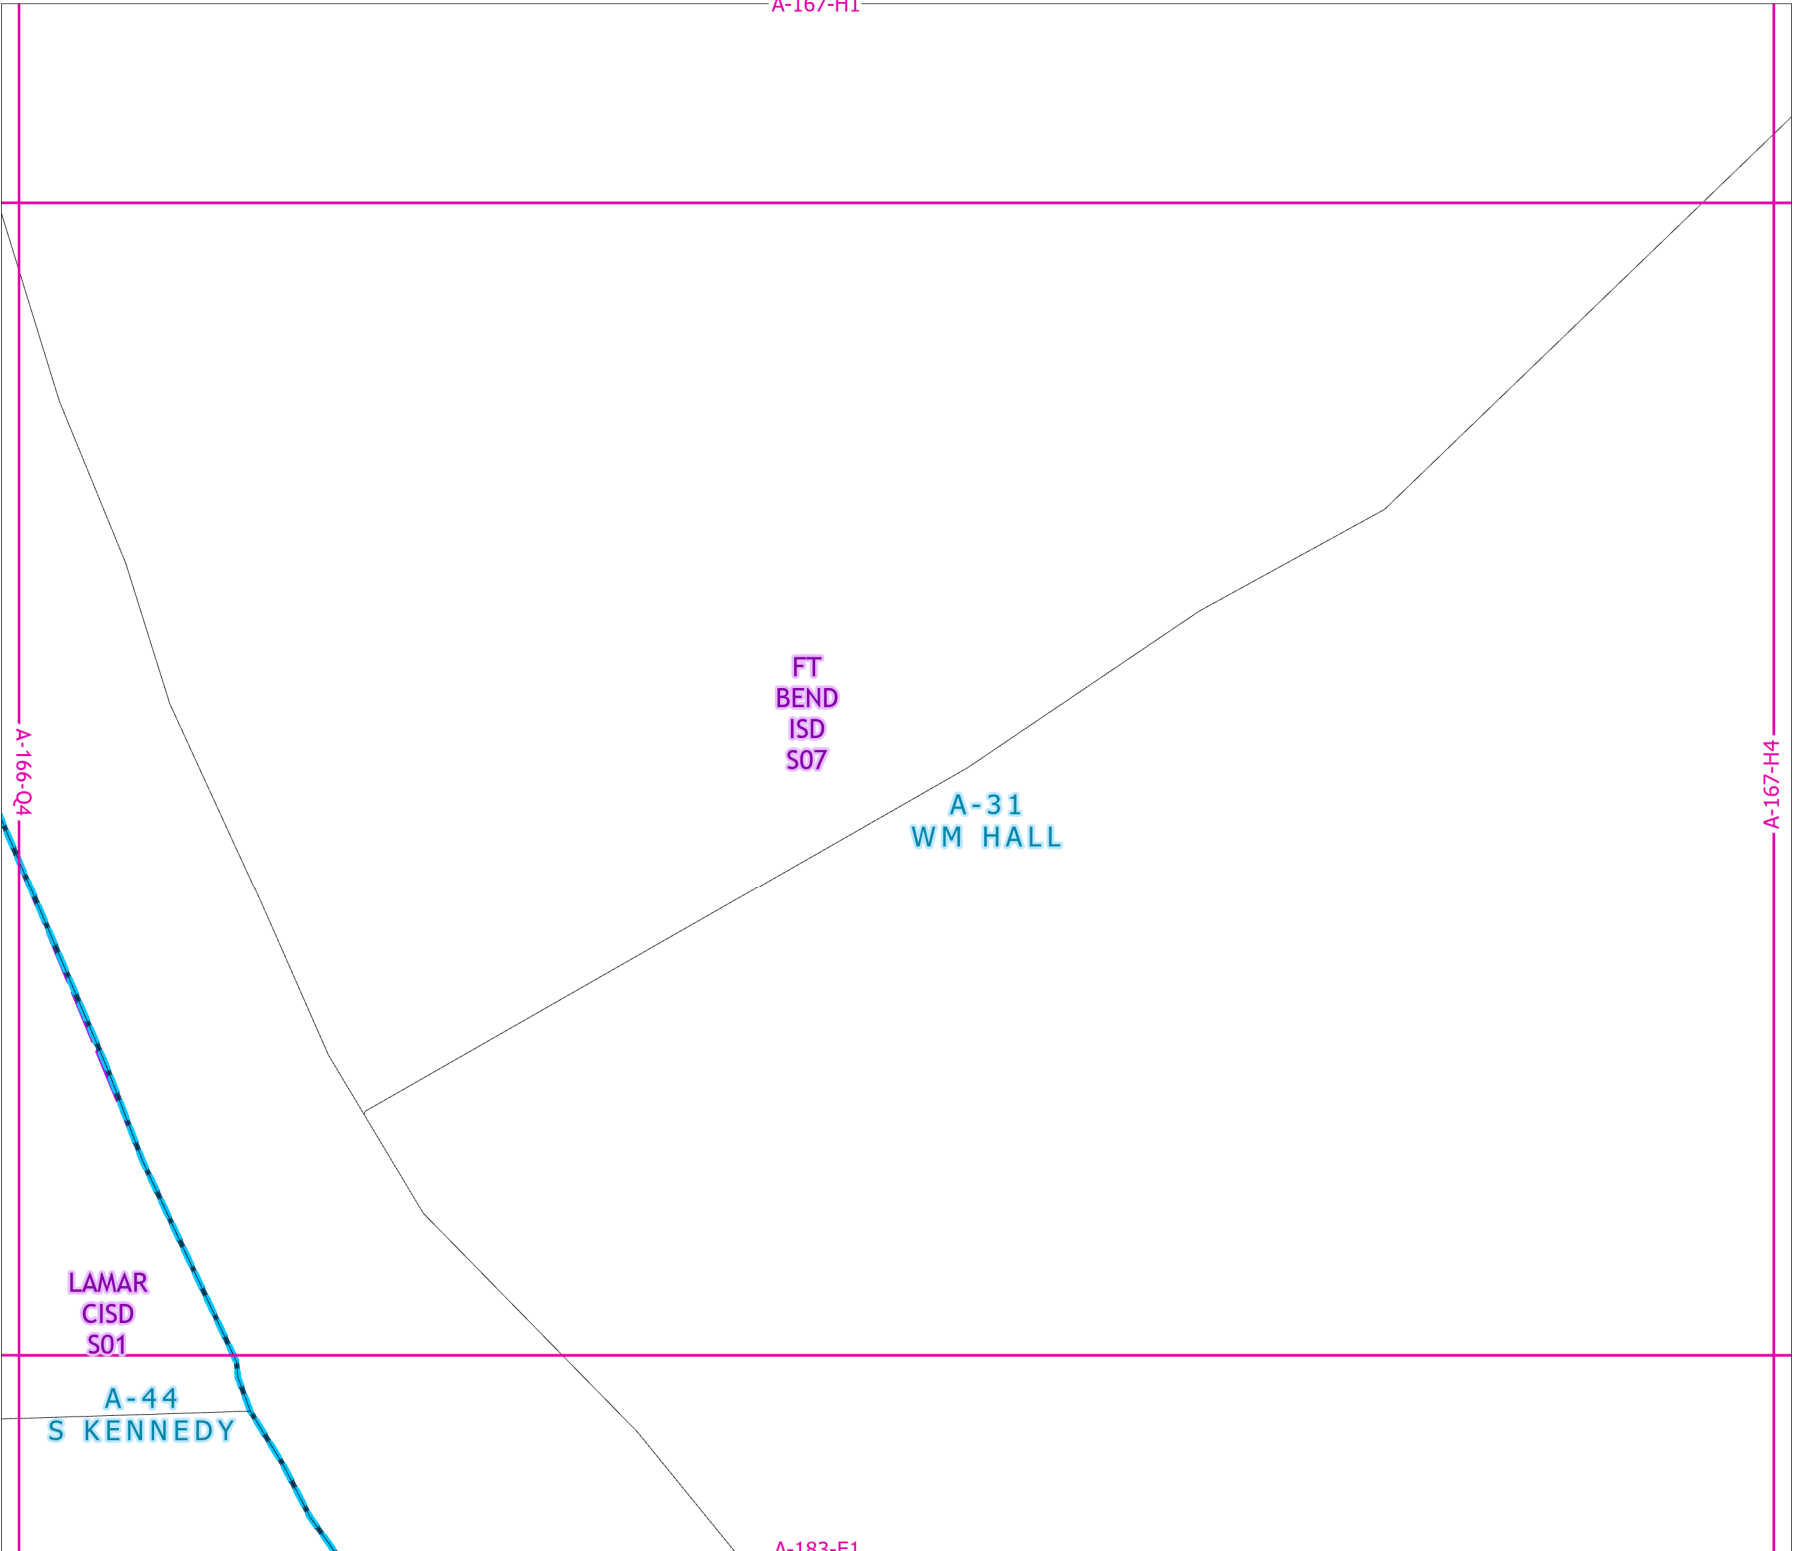 A-167-H1
FT
BEND
ISD
S07
A-166-Q4
A-167-H4
A-31
WM HALL
LAMAR
CISD
S01
A-44
S KENNEDY
A-183-E1